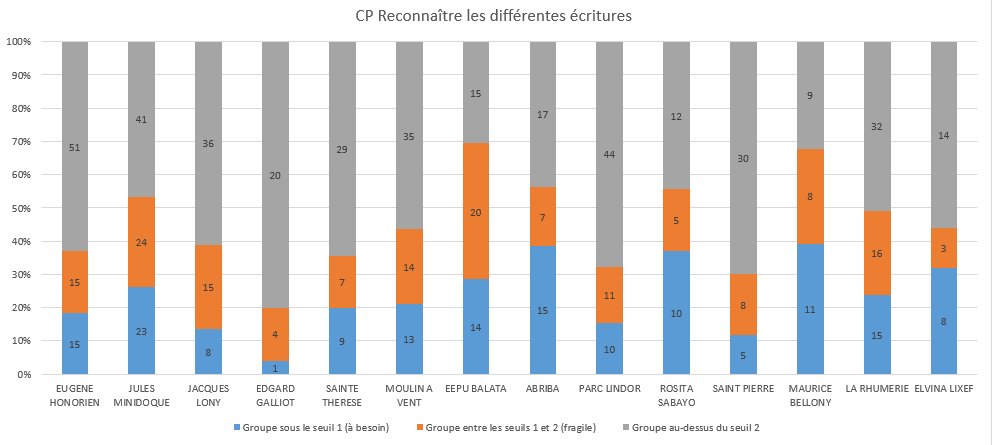 CP Reconnaître les différentes écritures
100%
90%
80%
70%
60%
50%
40%
30%
20%
10%
0%
51 41 36 20 29 35 15 17 44 12 30 9 32 14
15 24 15 4 7 14 20 7 11 5 8 8 16 3
15 23 8 1 9 13 14 15 10 10 5 11 15 8
EUGENE HONORIEN
JULES MINIDOQUE
JACQUES LONY
EDGARD GALLIOT
SAINTE THERESE
MOULIN A VENT
EEPU BALATA
ABRIBA
PARC LINDOR
ROSITA SABAYO
SAINT PIERRE
MAURICE BELLONY
LA RHUMERIE
ELVINA LIXEF
Groupe sous le seuil 1 (à besoin)
Groupe entre les seuils 1 et 2 (fragile)
Groupe au-dessus du seuil 2